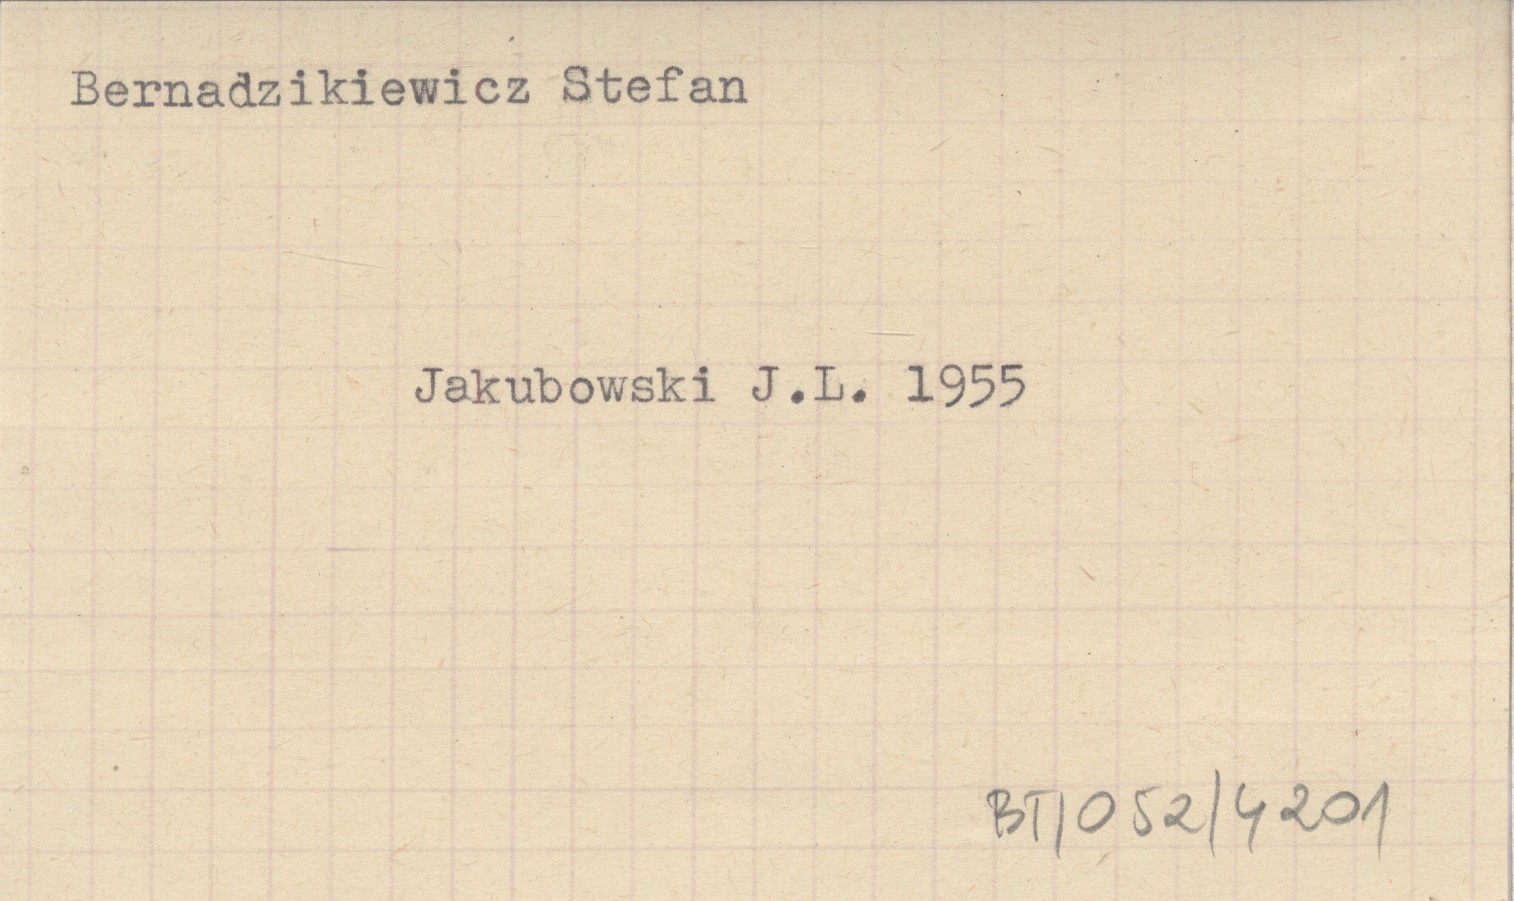 Bernadzikiewicz Stefan
Jakubowski J.L. 1955
BT/052/4201